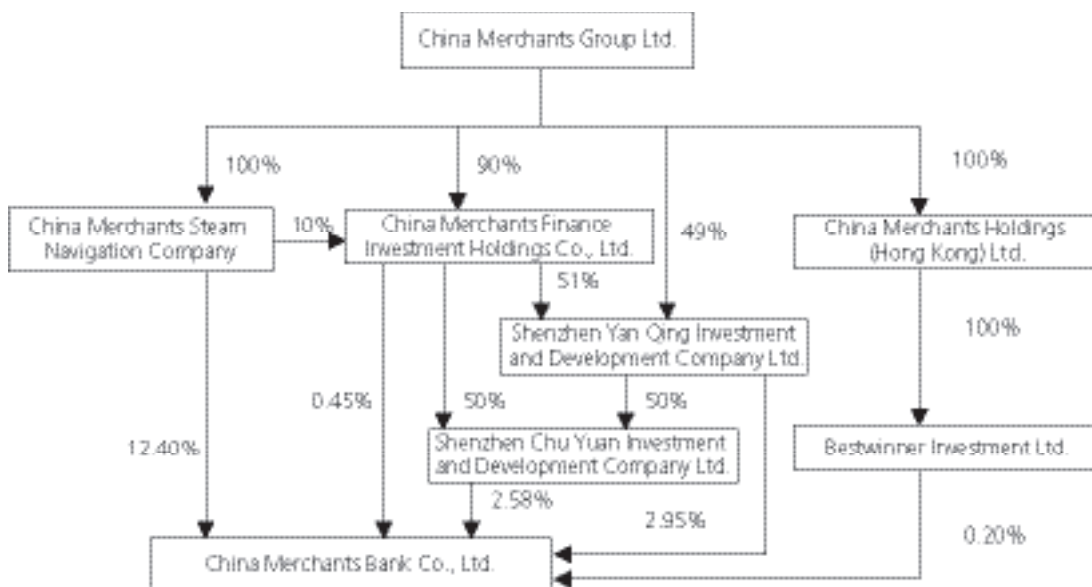 China Merchants Group Ltd.
100%
90%
49%
100%
China Merchants Steam
Navigation Company
10%
China Merchants Finance
Investment Holdings Co., Ltd.
China Merchants Holdings
(Hong Kong) Ltd.
51%
Shenzhen Yan Qing Investment
and Development Company Ltd.
100%
12.40%
0.45%
50%
50%
Shenzhen Chu Yuan Investment
and Development Company Ltd.
Bestwinner Investment Ltd.
2.58%
2.95%
0.20%
China Merchants Bank Co., Ltd.